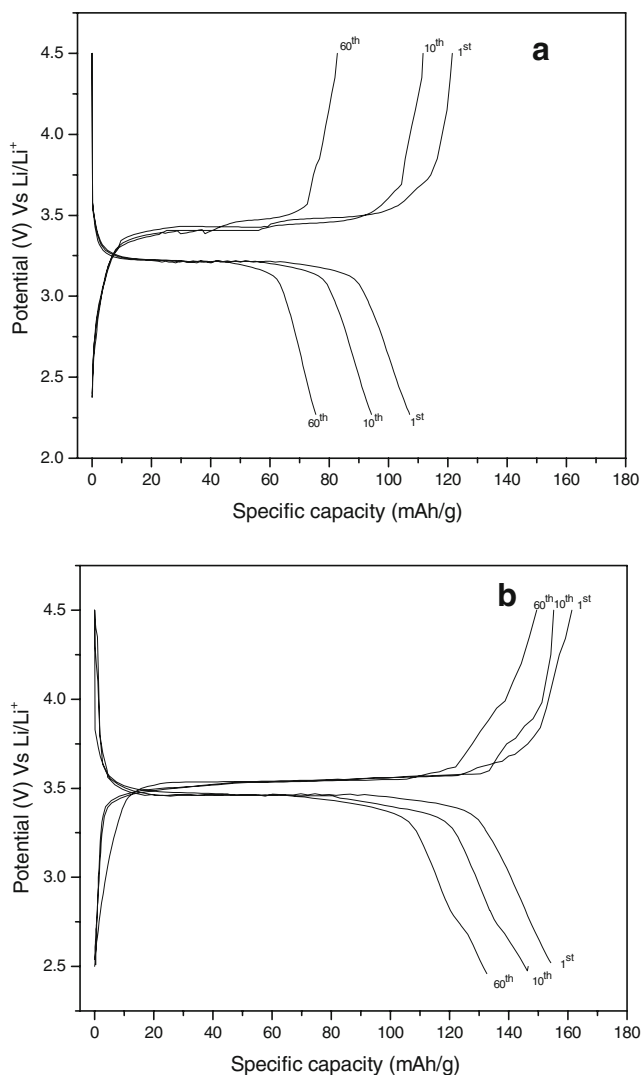 a
60th
10th
1st
4.5
4.0
3.5
3.0
2.5
2.0
Potential (V) Vs Li/Li+
60th
10th
1st
0 20 40 60 80 100 120 140 160 180
Specific capacity (mAh/g)
b
60th 10th 1st
4.5
4.0
3.5
3.0
2.5
Potential (V) Vs Li/Li+
60th
10th
1st
0 20 40 60 80 100 120 140 160 180
Specific capacity (mAh/g)